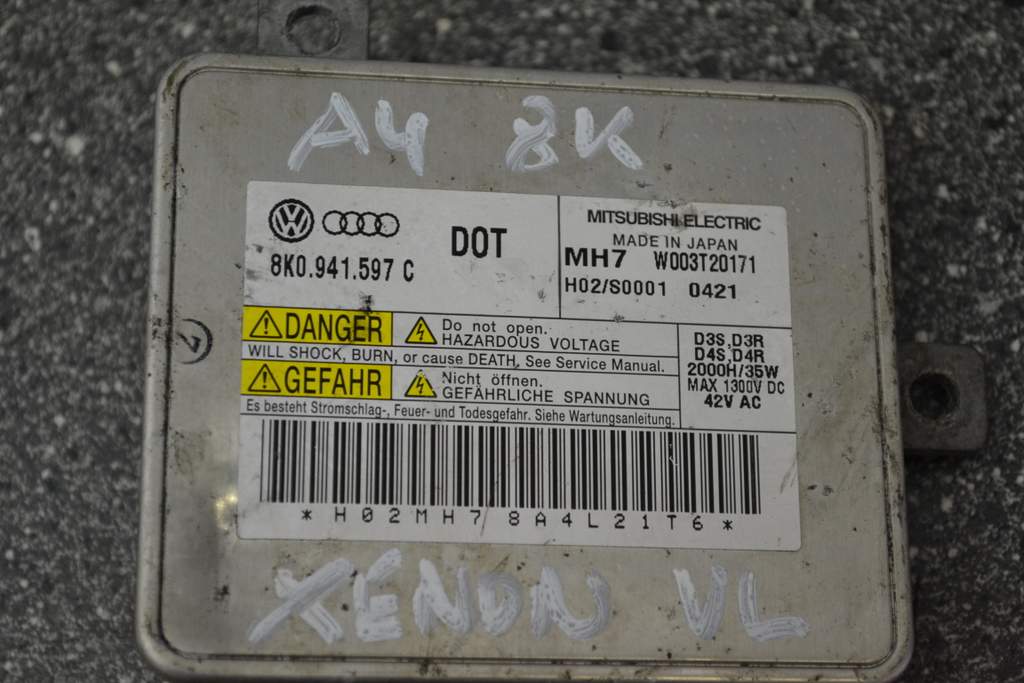 A4 8K
VW
8K0.941.597 C
DOT
MITSUBISHI ELECTRIC
MADE IN JAPAN
MH7 W003T20171
H02/S0001 0421
DANGER
Do not open.
HAZARDOUS VOLTAGE
WILL SHOCK, BURN, or cause DEATH. See Service Manual.
GEFAHR
Nicht öffnen.
GEFÄHRLICHE SPANNUNG
Es besteht Stromschlag-, Feuer- und Todesgefahr. Siehe Wartungsanleitung.
D3S,D3R
D4S,D4R
2000H/35W
MAX 1300V DC
42V AC
*H02MH78A4L21T6*
XENON VL